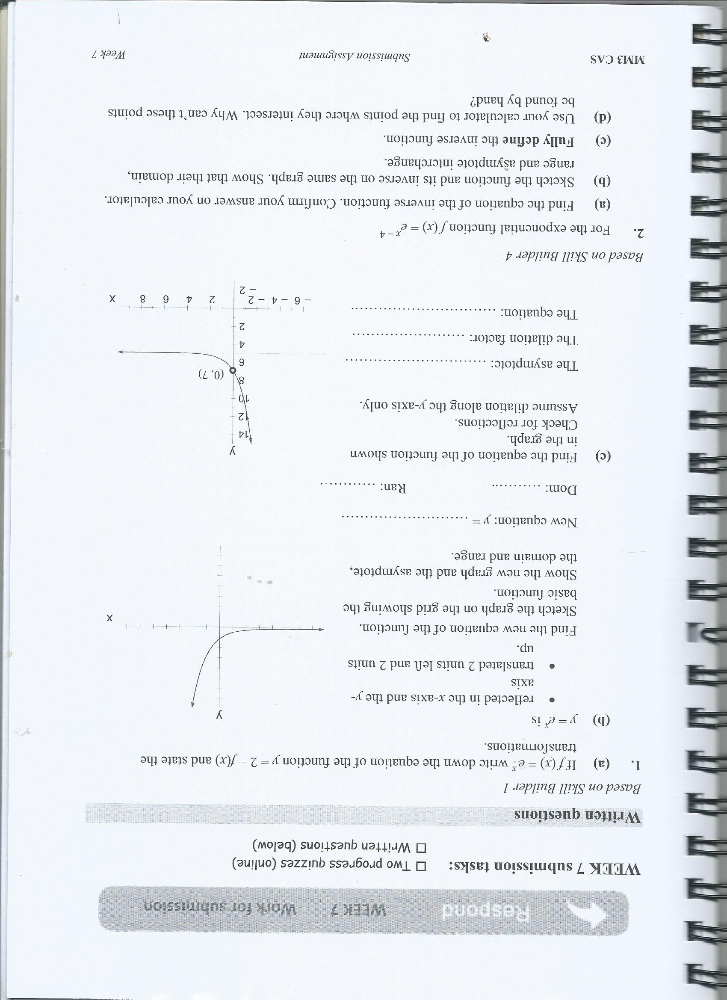 Respond WEEK 7 Work for submission
WEEK 7 submission tasks: □ Two progress quizzes (online)
□ Written questions (below)
Written questions
Based on Skill Builder 1
1. (a) If f (x) = eˣ write down the equation of the function y = 2 – f(x) and state the
transformations.
(b) y = eˣ is
• reflected in the x-axis and the y-
axis
• translated 2 units left and 2 units
up.
Find the new equation of the function.
Sketch the graph on the grid showing the
basic function.
Show the new graph and the asymptote,
the domain and range.
y
x
New equation: y = ...........................
Dom: ........... Ran: ............
(c) Find the equation of the function shown
in the graph.
Check for reflections.
Assume dilation along the y-axis only.
The asymptote: ..............................
The dilation factor: ........................
The equation: ...............................
y
14
12
10
8
(0, 7)
6
4
2
– 6 – 4 – 2 2 4 6 8 x
– 2
Based on Skill Builder 4
2. For the exponential function f (x) = eˣ ⁻ ⁴
(a) Find the equation of the inverse function. Confirm your answer on your calculator.
(b) Sketch the function and its inverse on the same graph. Show that their domain,
range and asymptote interchange.
(c) Fully define the inverse function.
(d) Use your calculator to find the points where they intersect. Why can't these points
be found by hand?
MM3 CAS Submission Assignment Week 7